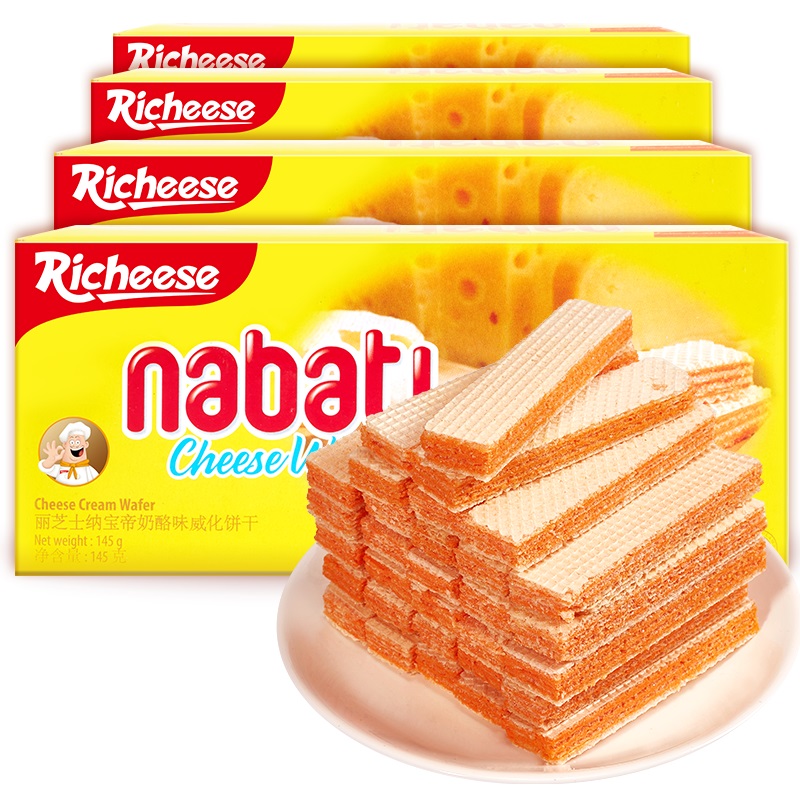 Richeese
Richeese
Richeese
Richeese
nabati
Cheese W
Cheese Cream Wafer
丽芝士纳宝帝奶酪味威化饼干
Net weight : 145 g
净含量 : 145 克